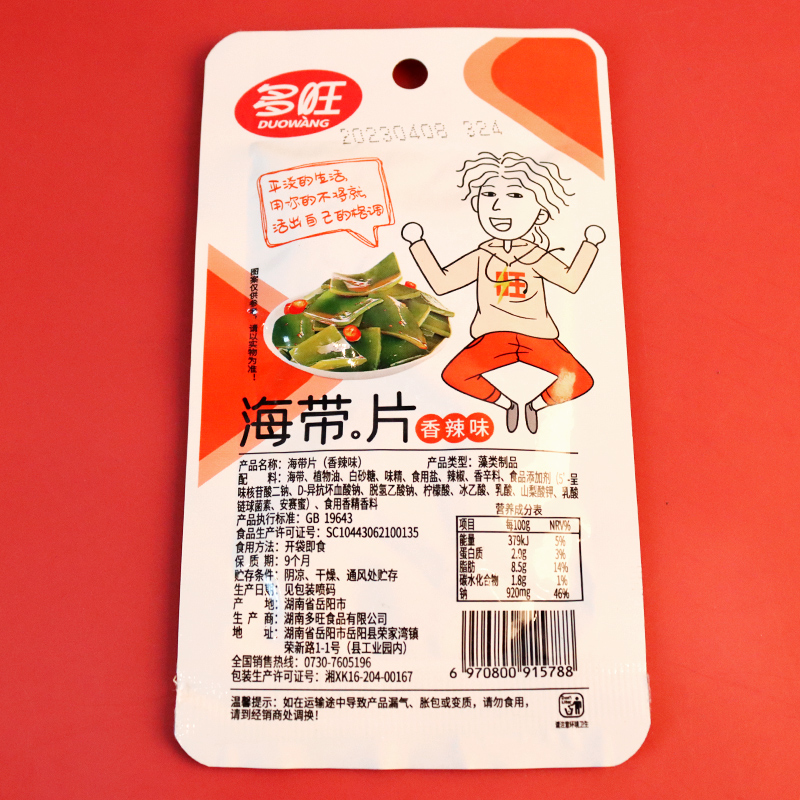 多旺
DUOWÀNG
20230408 324
平淡的生活,
用你的不将就,
活出自己的格调
旺
图案仅供参考,请以实物为准!
海带。片
香辣味
产品名称：海带片（香辣味） 产品类型：藻类制品
配 料：海带、植物油、白砂糖、味精、食用盐、辣椒、香辛料、食品添加剂（5'-呈
味核苷酸二钠、D-异抗坏血酸钠、脱氢乙酸钠、柠檬酸、冰乙酸、乳酸、山梨酸钾、乳酸
链球菌素、安赛蜜）、食用香精香料
产品执行标准：GB 19643
食品生产许可证号：SC10443062100135
食用方法：开袋即食
保 质 期：9个月
贮存条件：阴凉、干燥、通风处贮存
生产日期：见包装喷码
产 地：湖南省岳阳市
生 产 商：湖南多旺食品有限公司
地 址：湖南省岳阳市岳阳县荣家湾镇
荣新路1-1号（县工业园内）
全国销售热线：0730-7605196
包装生产许可证号：湘XK16-204-00167
营养成分表
项目 每100g NRV%
能量 379kJ 5%
蛋白质 2.0g 3%
脂肪 8.5g 14%
碳水化合物 1.8g 1%
钠 920mg 46%
6 970800 915788
温馨提示：如在运输途中导致产品漏气、胀包或变质，请勿食用，
请到经销商处调换！